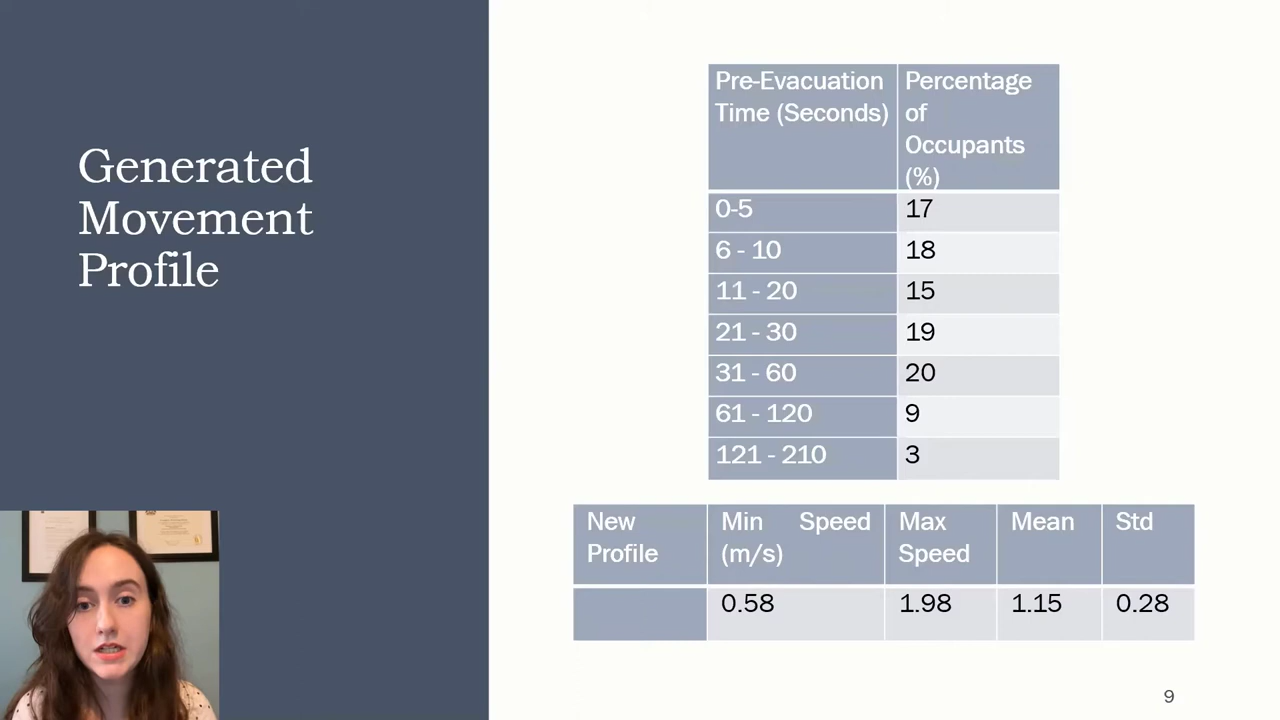 Generated
Movement
Profile
Pre-Evacuation Percentage
Time (Seconds) of
Occupants
(%)
0-5 17
6 - 10 18
11 - 20 15
21 - 30 19
31 - 60 20
61 - 120 9
121 - 210 3
New Min Speed Max Mean Std
Profile (m/s) Speed
0.58 1.98 1.15 0.28
9